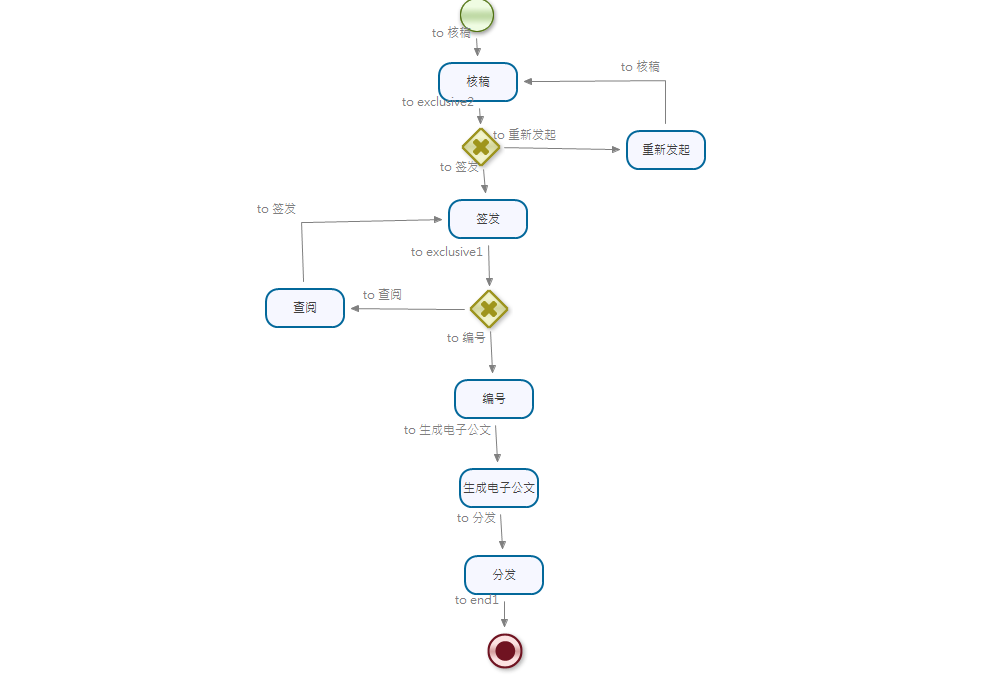 to 核稿
to 核稿
核稿
to exclusive2
to 重新发起
重新发起
to 签发
to 签发
签发
to exclusive1
to 查阅
查阅
to 编号
编号
to 生成电子公文
生成电子公文
to 分发
分发
to end1